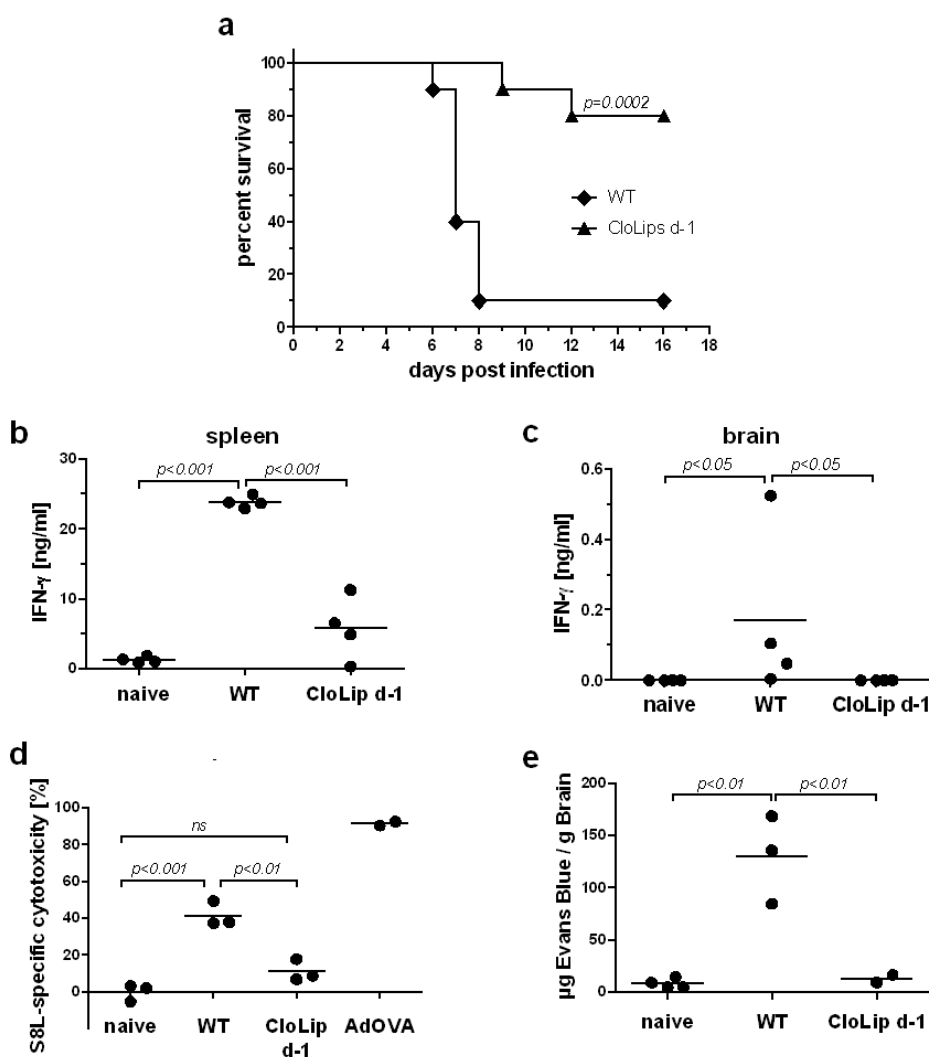 a
100
80
60
40
20
0
percent survival
p=0.0002
WT
CloLips d-1
0 2 4 6 8 10 12 14 16 18
days post infection
b
spleen
30
20
10
0
IFN-γ [ng/ml]
p<0.001 p<0.001
naive WT CloLip d-1
c
brain
0.6
0.4
0.2
0.0
IFN-γ [ng/ml]
p<0.05 p<0.05
naive WT CloLip d-1
d
100
80
60
40
20
0
S8L-specific cytotoxicity [%]
ns
p<0.001 p<0.01
naive WT CloLip AdOVA
d-1
e
200
150
100
50
0
µg Evans Blue / g Brain
p<0.01 p<0.01
naive WT CloLip d-1